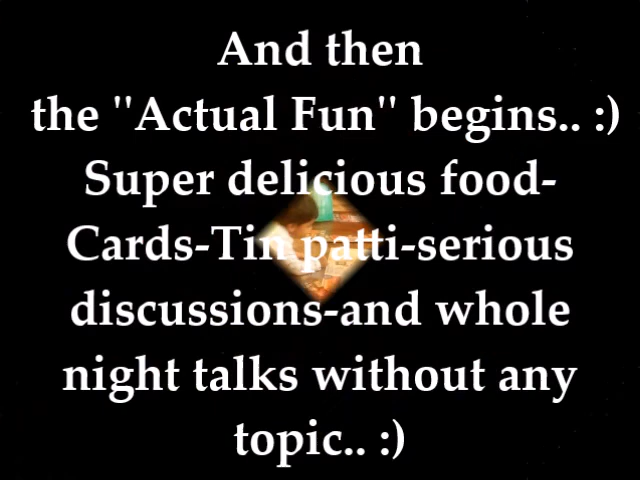 And then
the "Actual Fun" begins.. :)
Super delicious food-
Cards-Tin patti-serious
discussions-and whole
night talks without any
topic.. :)